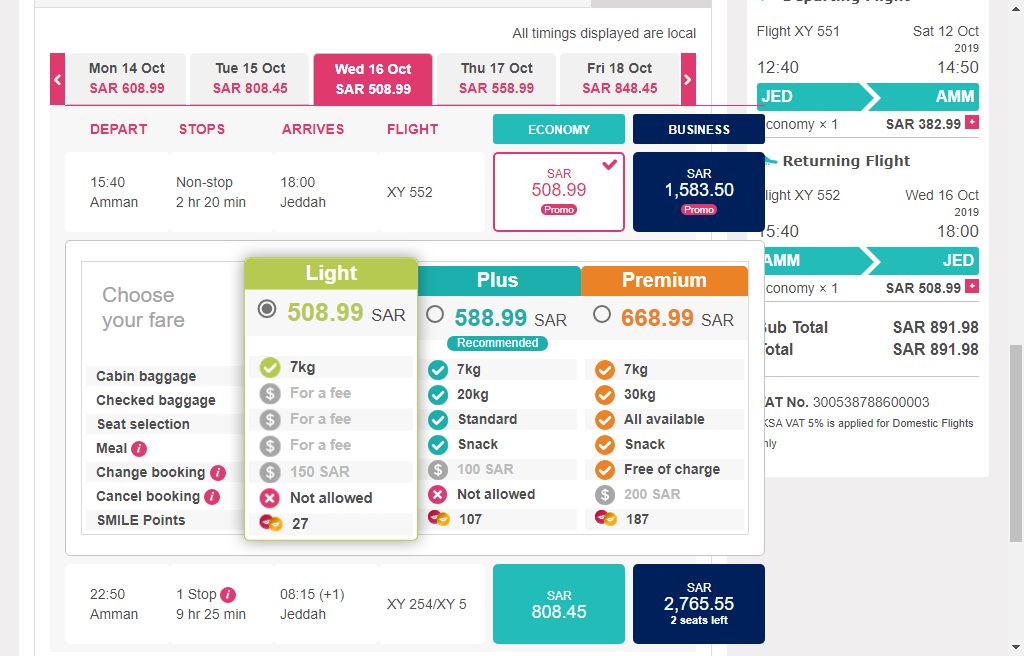 All timings displayed are local
Mon 14 Oct
SAR 608.99
Tue 15 Oct
SAR 808.45
Wed 16 Oct
SAR 508.99
Thu 17 Oct
SAR 558.99
Fri 18 Oct
SAR 848.45
DEPART STOPS ARRIVES FLIGHT ECONOMY BUSINESS
15:40
Amman
Non-stop
2 hr 20 min
18:00
Jeddah
XY 552
SAR
508.99
Promo
SAR
1,583.50
Promo
Choose
your fare
Light
508.99 SAR
Plus
588.99 SAR
Recommended
Premium
668.99 SAR
Cabin baggage 7kg 7kg 7kg
Checked baggage For a fee 20kg 30kg
Seat selection For a fee Standard All available
Meal For a fee Snack Snack
Change booking 150 SAR 100 SAR Free of charge
Cancel booking Not allowed Not allowed 200 SAR
SMILE Points 27 107 187
22:50
Amman
1 Stop
9 hr 25 min
08:15 (+1)
Jeddah
XY 254/XY 5
SAR
808.45
SAR
2,765.55
2 seats left
Flight XY 551 Sat 12 Oct
2019
12:40 14:50
JED AMM
conomy × 1 SAR 382.99 +
Returning Flight
light XY 552 Wed 16 Oct
2019
15:40 18:00
AMM JED
conomy × 1 SAR 508.99 +
ub Total SAR 891.98
otal SAR 891.98
AT No. 300538788600003
KSA VAT 5% is applied for Domestic Flights
nly